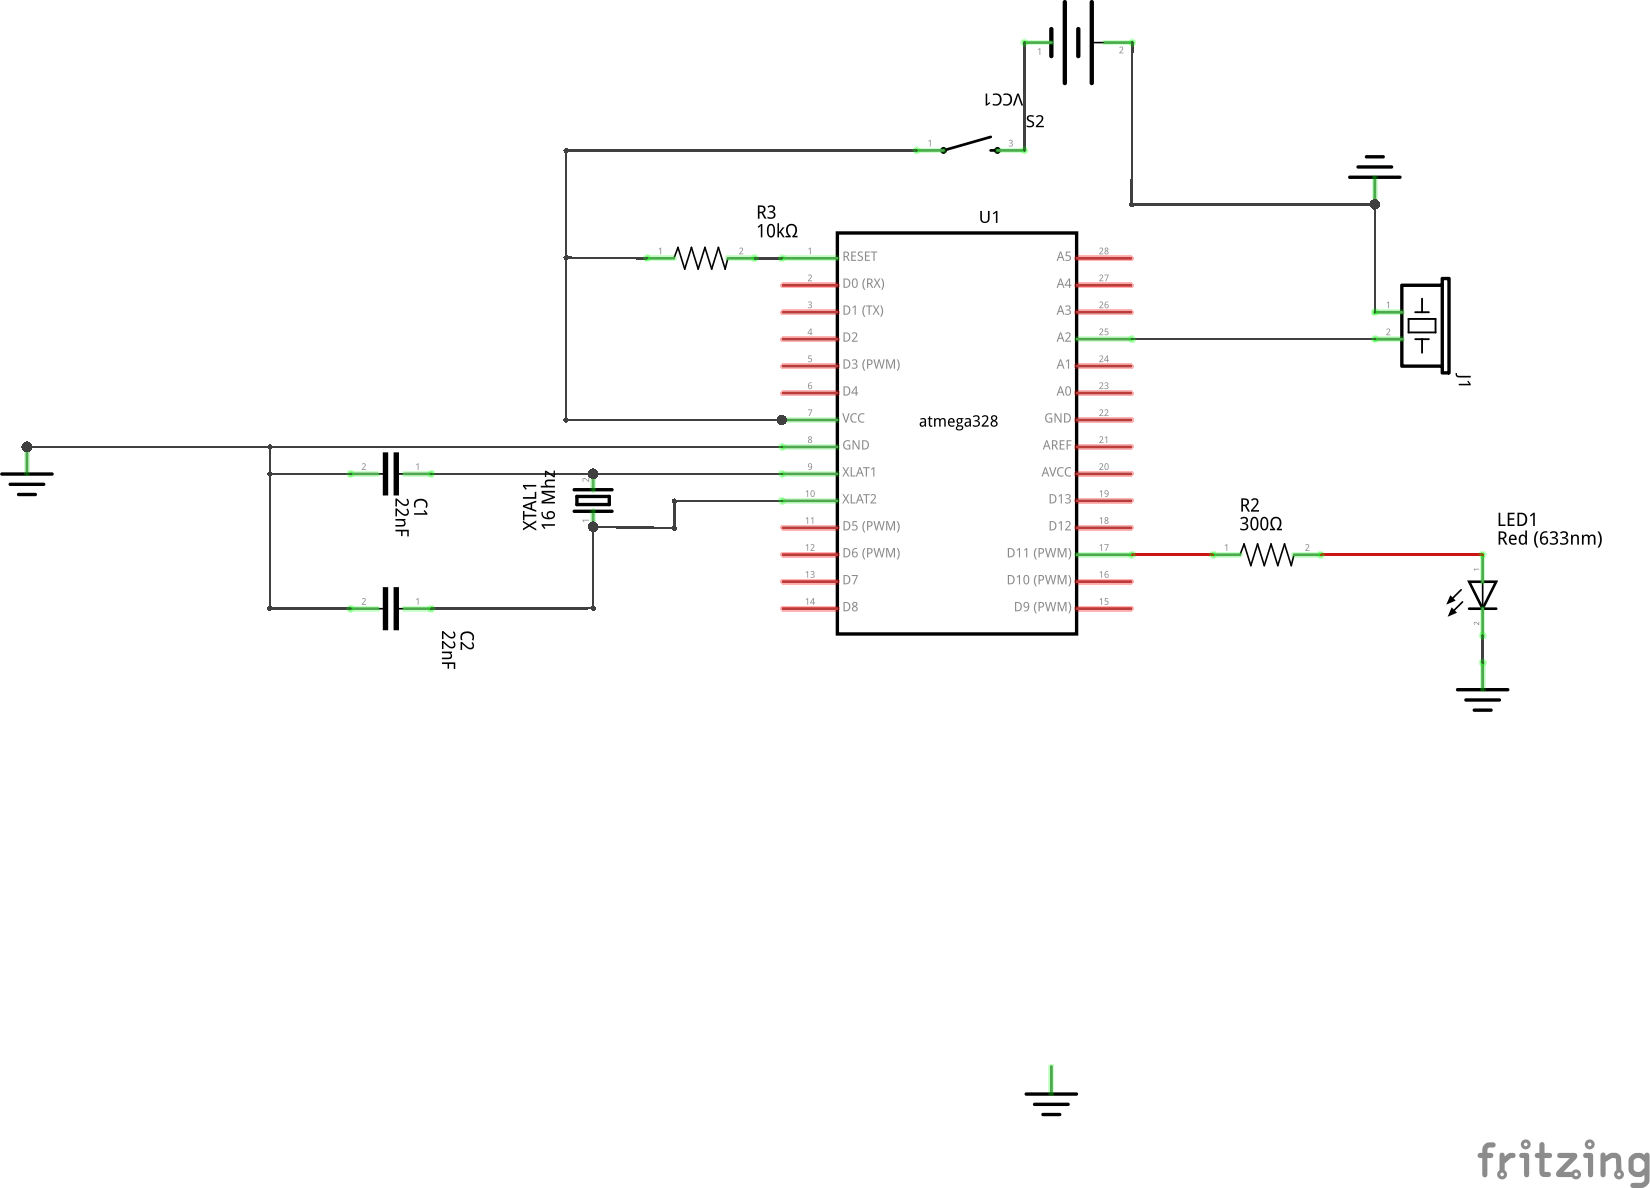 1
2
VCC1
S2
1
3
R3
10kΩ
U1
1
2
1
RESET
A5
28
2
D0 (RX)
A4
27
3
D1 (TX)
A3
26
1
4
D2
A2
25
2
5
D3 (PWM)
A1
24
6
D4
A0
23
J1
7
VCC
atmega328
GND
22
8
GND
AREF
21
2
1
9
XLAT1
AVCC
20
C1
22nF
XTAL1
16 Mhz
2
1
10
XLAT2
D13
19
11
D5 (PWM)
D12
18
R2
300Ω
LED1
Red (633nm)
12
D6 (PWM)
D11 (PWM)
17
1
2
1
13
D7
D10 (PWM)
16
2
1
14
D8
D9 (PWM)
15
2
C2
22nF
fritzing